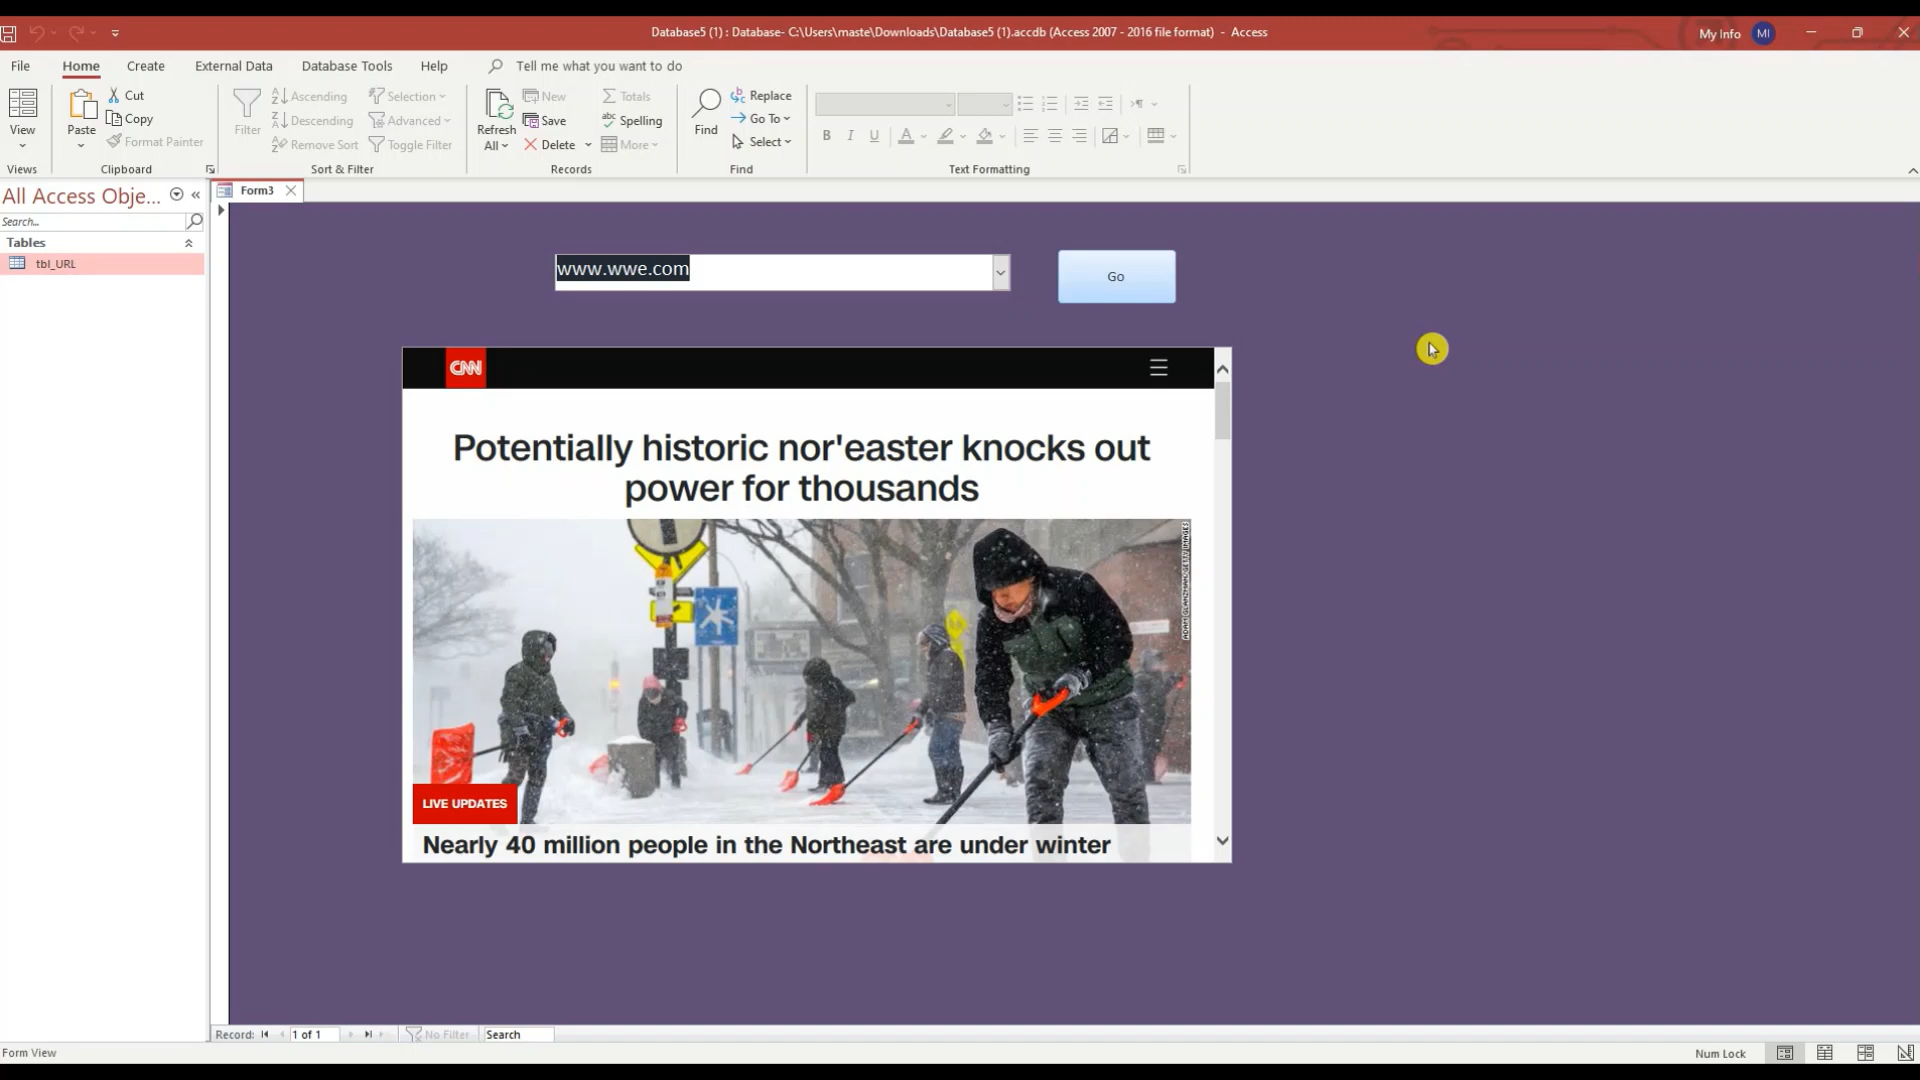 Database5 (1) : Database- C:\Users\maste\Downloads\Database5 (1).accdb (Access 2007 - 2016 file format) - Access
My Info MI
File Home Create External Data Database Tools Help Tell me what you want to do
View
Views
Paste
Cut
Copy
Format Painter
Clipboard
Filter
Ascending
Descending
Remove Sort
Selection
Advanced
Toggle Filter
Sort & Filter
Refresh All
New
Save
Delete
Totals
Spelling
More
Records
Find
Replace
Go To
Select
Find
B I U A
Text Formatting
All Access Obje...
Search...
Tables
tbl_URL
Form3
www.wwe.com
Go
CNN
Potentially historic nor'easter knocks out
power for thousands
LIVE UPDATES
Nearly 40 million people in the Northeast are under winter
Record: 1 of 1 No Filter Search
Form View
Num Lock